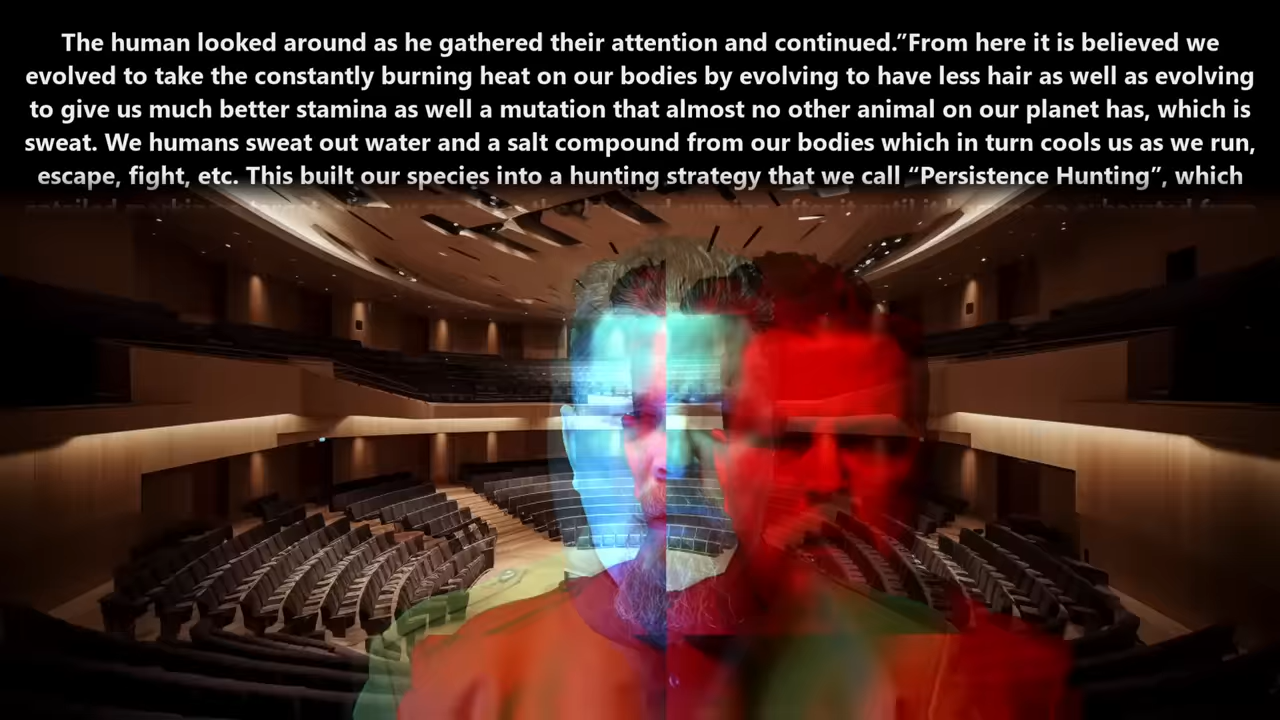 The human looked around as he gathered their attention and continued.”From here it is believed we
evolved to take the constantly burning heat on our bodies by evolving to have less hair as well as evolving
to give us much better stamina as well a mutation that almost no other animal on our planet has, which is
sweat. We humans sweat out water and a salt compound from our bodies which in turn cools us as we run,
escape, fight, etc. This built our species into a hunting strategy that we call “Persistence Hunting”, which